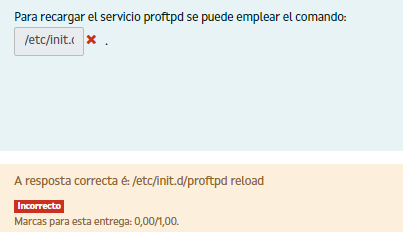 Para recargar el servicio proftpd se puede emplear el comando:
/etc/init.c .
A resposta correcta é: /etc/init.d/proftpd reload
Incorrecto
Marcas para esta entrega: 0,00/1,00.